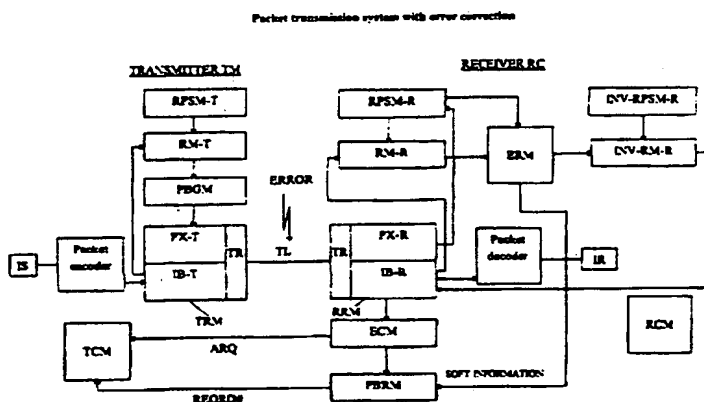 Packet transmission system with error correction
TRANSMITTER TM
RECEIVER RC
RPSM-T
RPSM-R
INV-RPSM-R
RM-T
RM-R
ERM
INV-RM-R
PBGM
ERROR
PX-T
TR
TL
TR
PX-R
IS
Packet encoder
IB-T
IB-R
Packet decoder
IR
TRM
RRM
RCM
TCM
ARQ
ECM
PBRM
SOFT INFORMATION